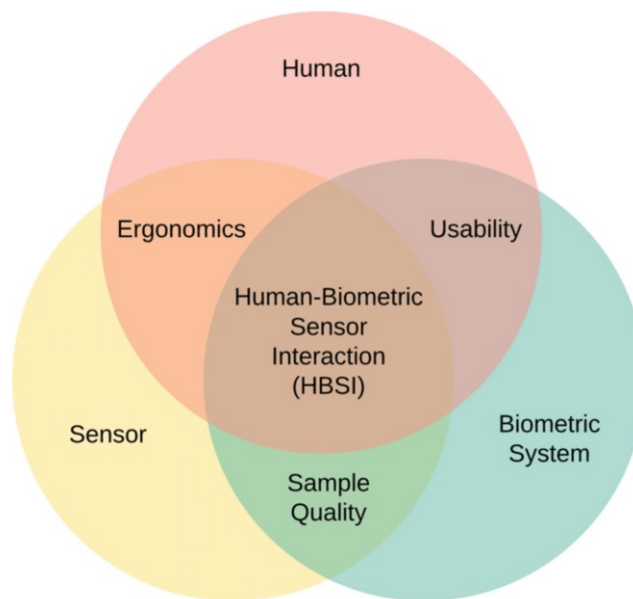 Human
Ergonomics
Usability
Human-Biometric
Sensor
Interaction
(HBSI)
Sensor
Biometric
System
Sample
Quality